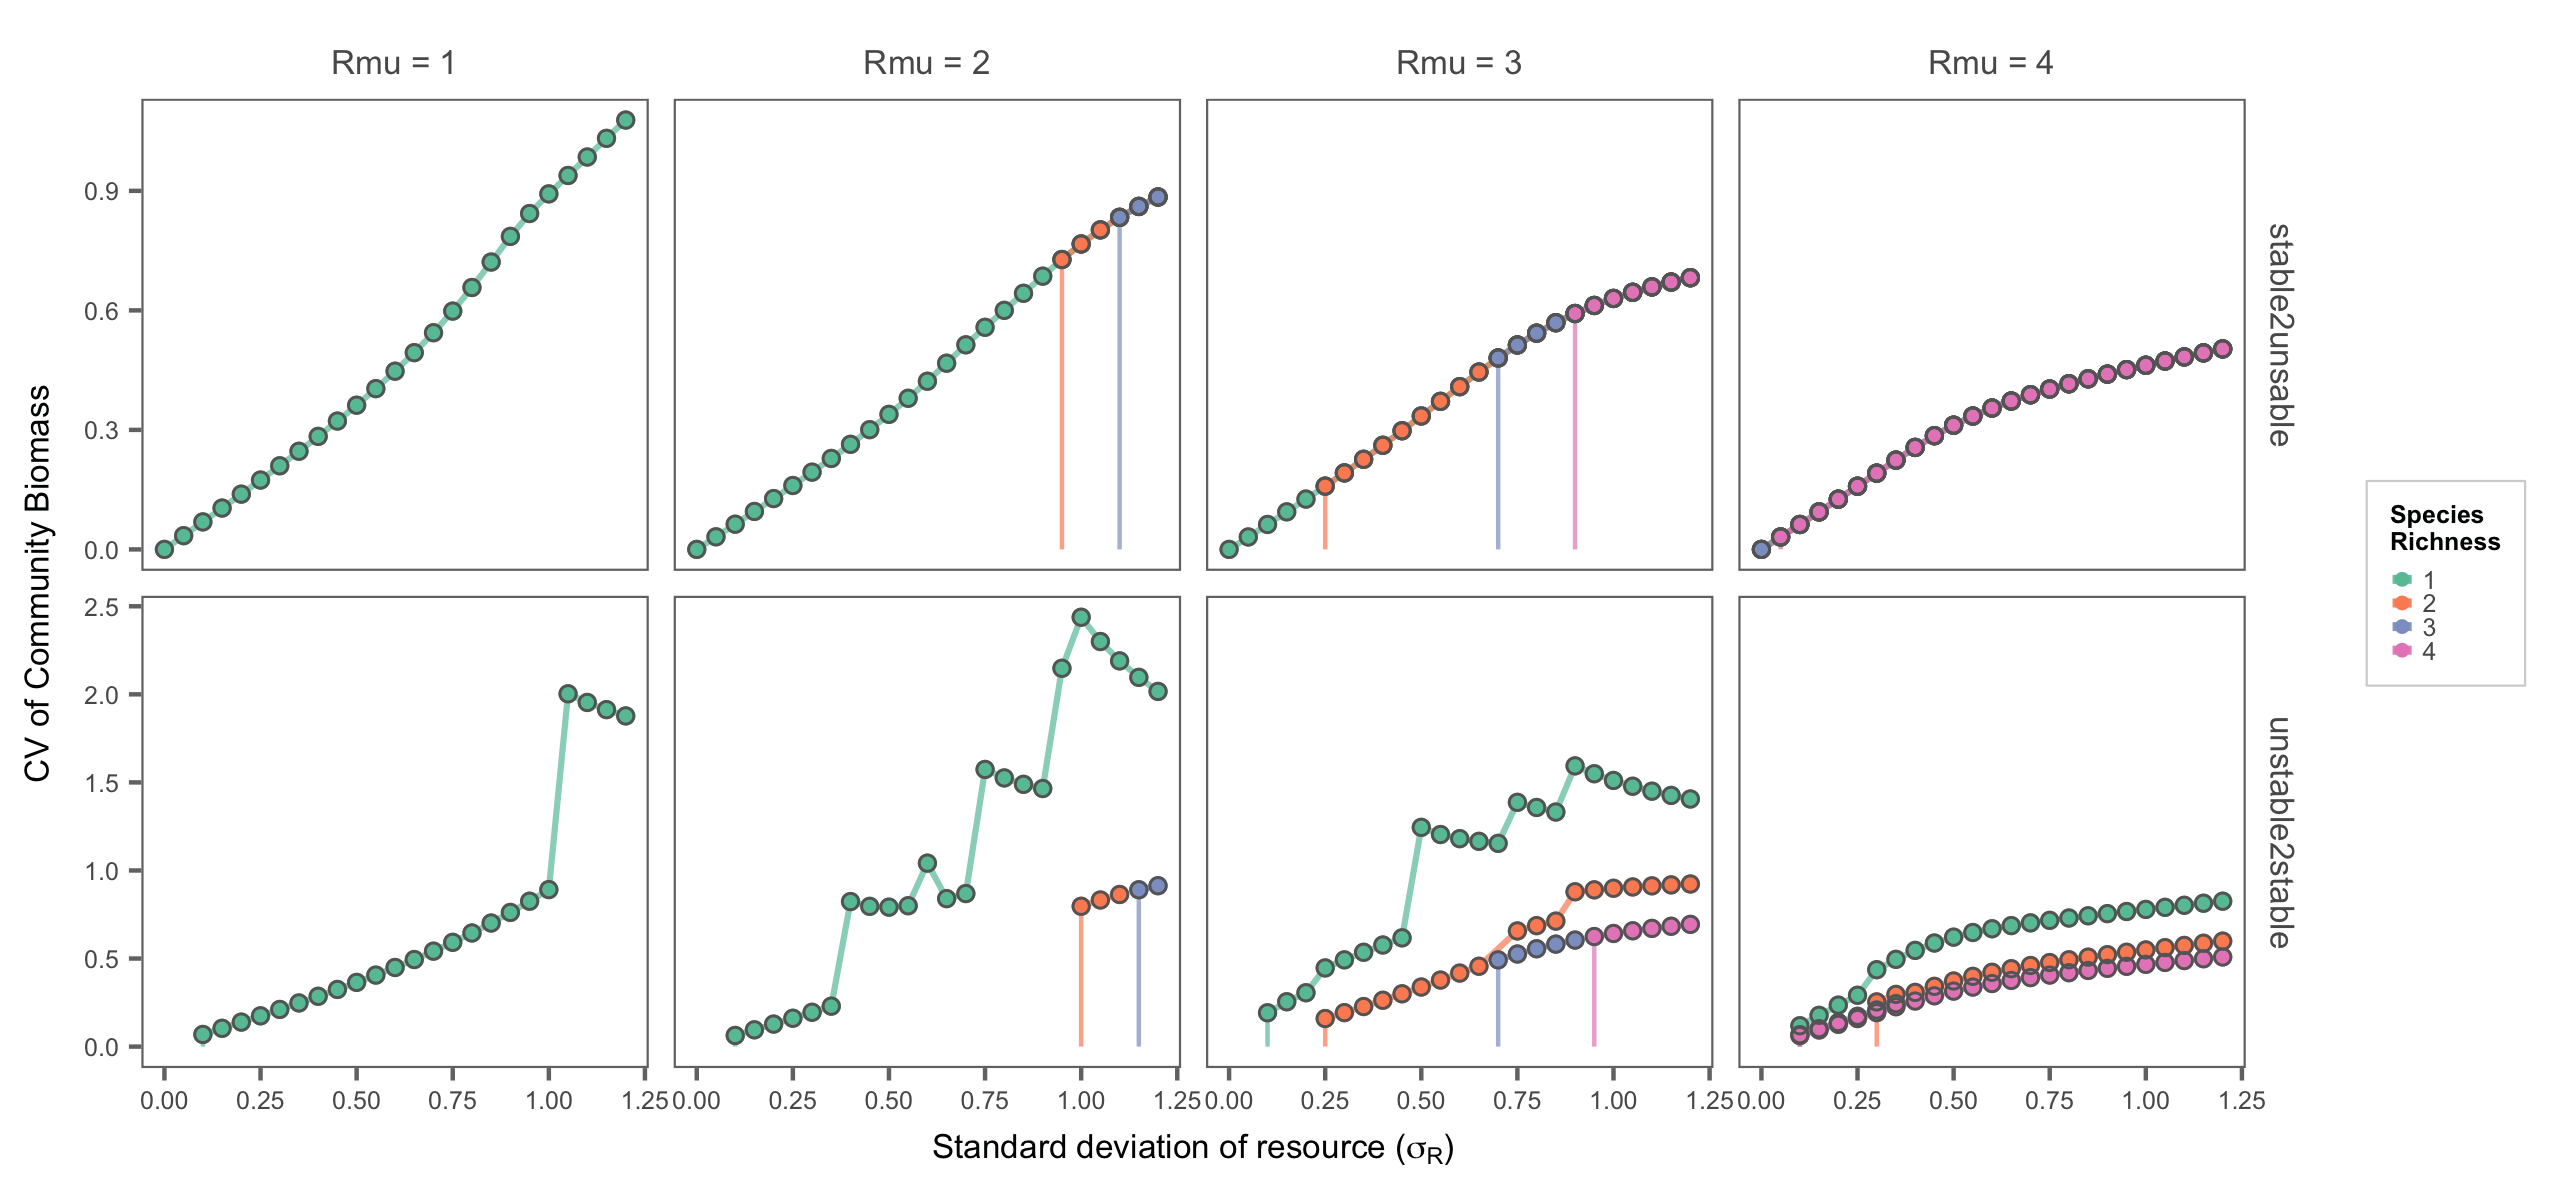 Rmu = 1
Rmu = 2
Rmu = 3
Rmu = 4
CV of Community Biomass
0.9
0.6
0.3
0.0
stable2unsable
2.5
2.0
1.5
1.0
0.5
0.0
unstable2stable
0.00 0.25 0.50 0.75 1.00 1.25
0.00 0.25 0.50 0.75 1.00 1.25
0.00 0.25 0.50 0.75 1.00 1.25
0.00 0.25 0.50 0.75 1.00 1.25
Standard deviation of resource (σR)
Species
Richness
1
2
3
4